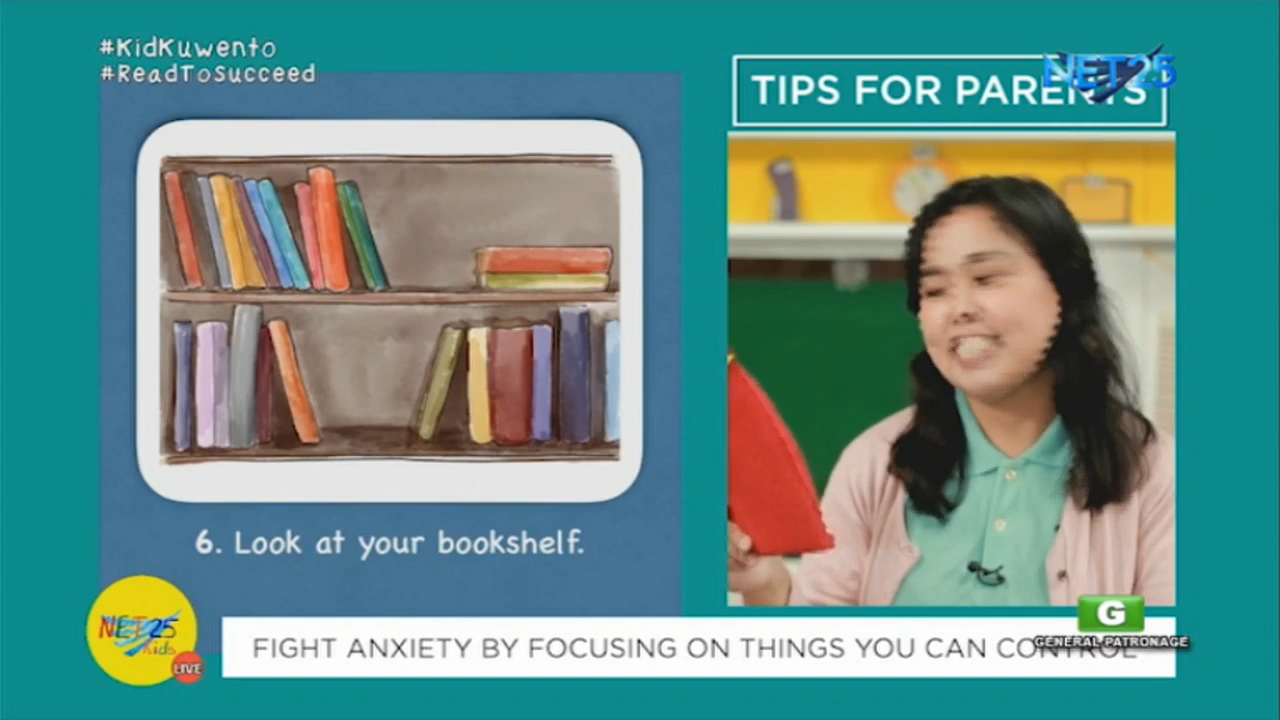 #KidKuwento
#ReadToSucceed
NET25
TIPS FOR PARENTS
6. Look at your bookshelf.
NET25
Kids
LIVE
FIGHT ANXIETY BY FOCUSING ON THINGS YOU CAN CONTROL
G
GENERAL PATRONAGE